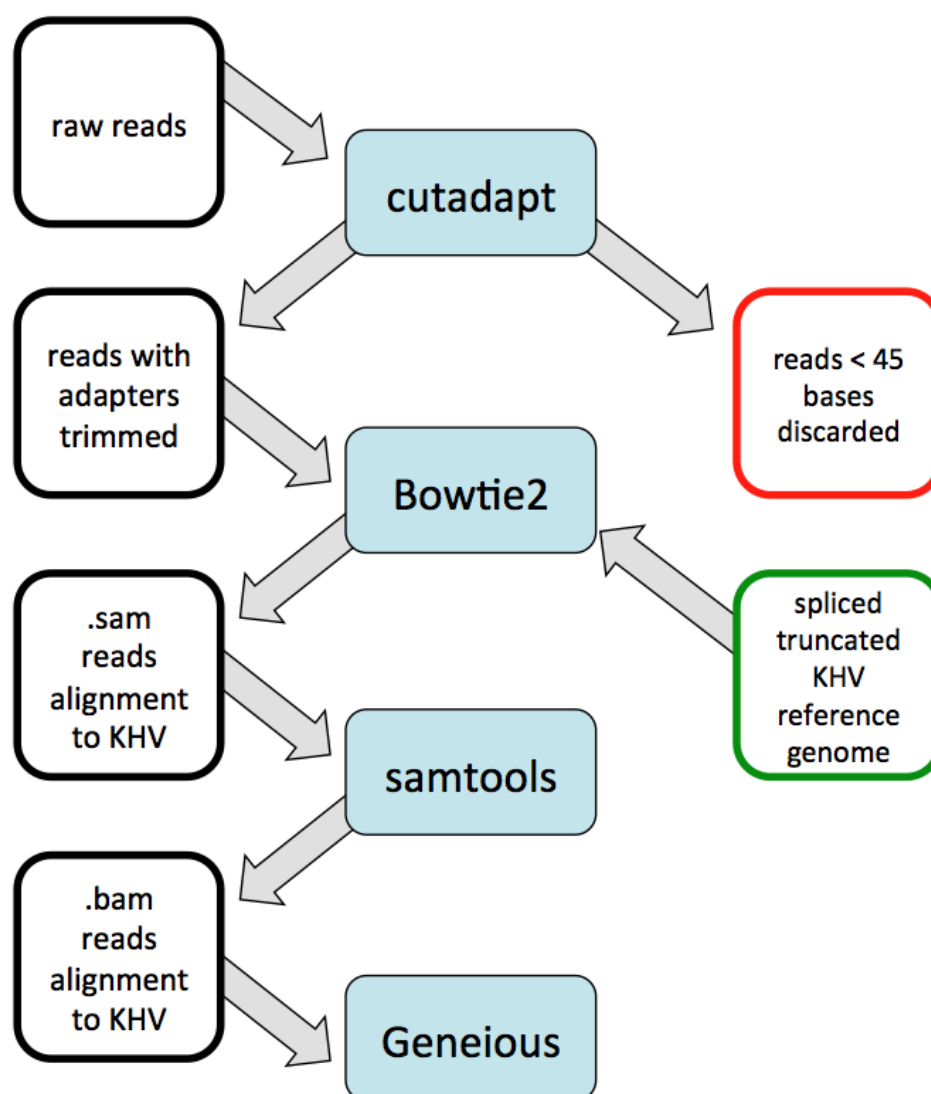 raw reads
cutadapt
reads with
adapters
trimmed
reads < 45
bases
discarded
Bowtie2
.sam
reads
alignment
to KHV
spliced
truncated
KHV
reference
genome
samtools
.bam
reads
alignment
to KHV
Geneious